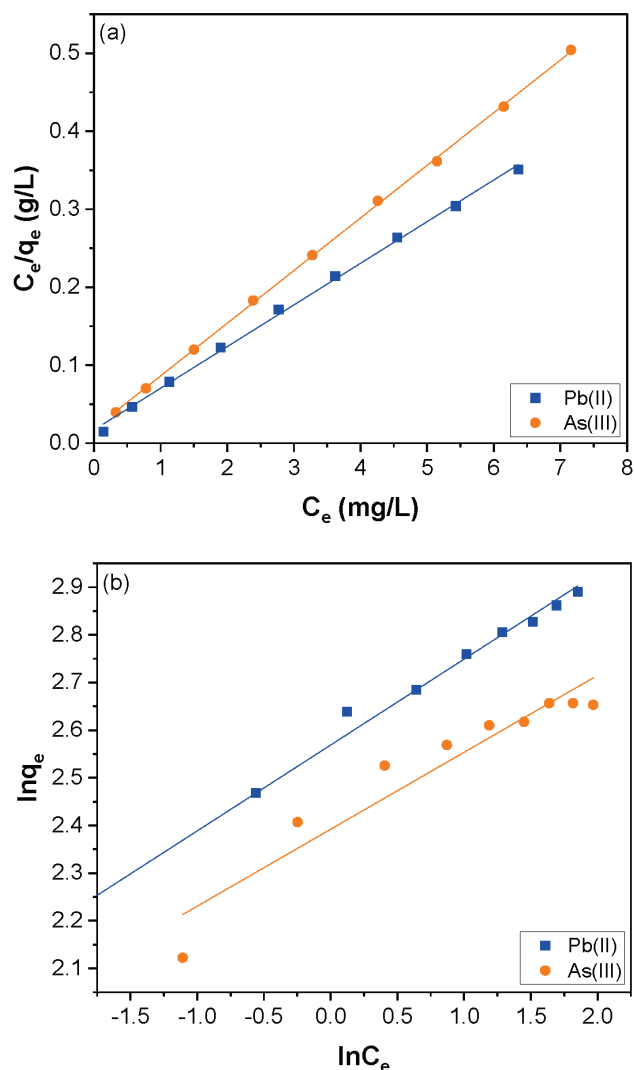 (a)
0.5
0.4
0.3
0.2
0.1
0.0
Cₑ/qₑ (g/L)
Pb(II)
As(III)
0 1 2 3 4 5 6 7 8
Cₑ (mg/L)
(b)
2.9
2.8
2.7
2.6
2.5
2.4
2.3
2.2
2.1
lnqₑ
Pb(II)
As(III)
-1.5 -1.0 -0.5 0.0 0.5 1.0 1.5 2.0
lnCₑ